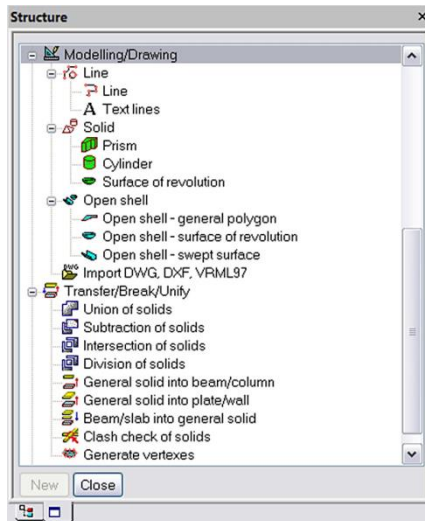 Structure
Modelling/Drawing
Line
Line
A Text lines
Solid
Prism
Cylinder
Surface of revolution
Open shell
Open shell - general polygon
Open shell - surface of revolution
Open shell - swept surface
Import DWG, DXF, VRML97
Transfer/Break/Unify
Union of solids
Subtraction of solids
Intersection of solids
Division of solids
General solid into beam/column
General solid into plate/wall
Beam/slab into general solid
Clash check of solids
Generate vertexes
New Close